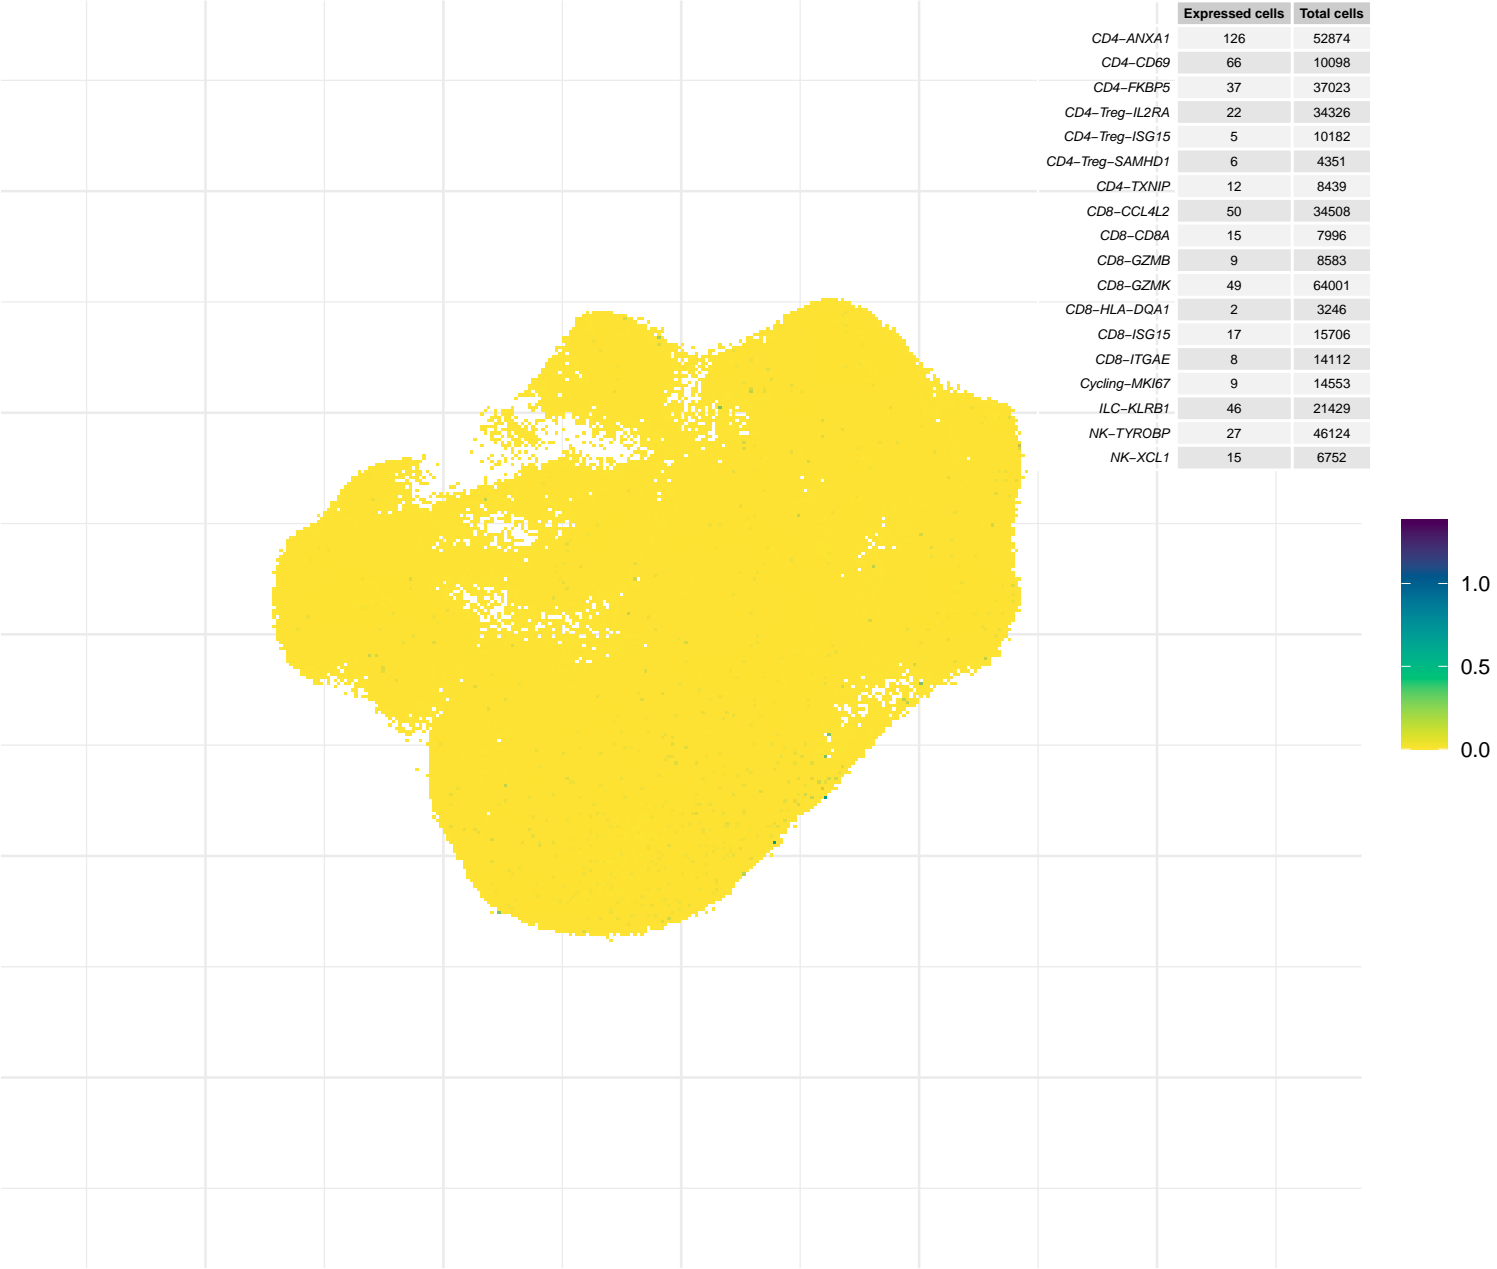 Expressed cells Total cells
CD4−ANXA1 126 52874
CD4−CD69 66 10098
CD4−FKBP5 37 37023
CD4−Treg−IL2RA 22 34326
CD4−Treg−ISG15 5 10182
CD4−Treg−SAMHD1 6 4351
CD4−TXNIP 12 8439
CD8−CCL4L2 50 34508
CD8−CD8A 15 7996
CD8−GZMB 9 8583
CD8−GZMK 49 64001
CD8−HLA−DQA1 2 3246
CD8−ISG15 17 15706
CD8−ITGAE 8 14112
Cycling−MKI67 9 14553
ILC−KLRB1 46 21429
NK−TYROBP 27 46124
NK−XCL1 15 6752
1.0
0.5
0.0